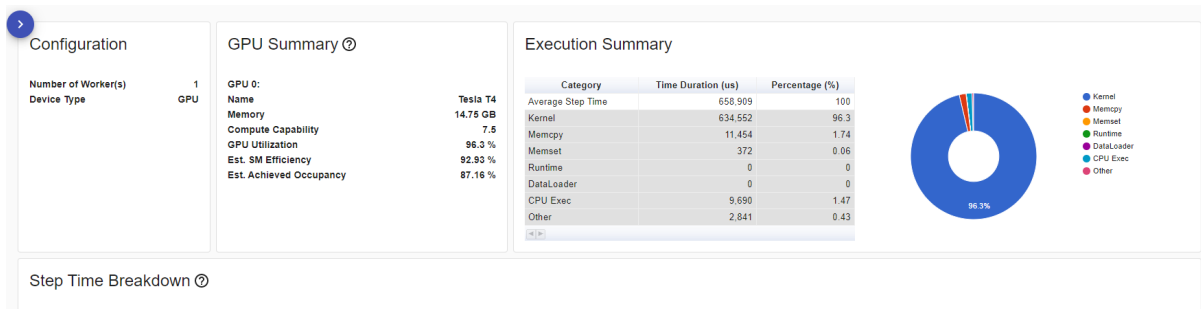 Configuration
Number of Worker(s) 1
Device Type GPU
GPU Summary
GPU 0:
Name Tesla T4
Memory 14.75 GB
Compute Capability 7.5
GPU Utilization 96.3 %
Est. SM Efficiency 92.93 %
Est. Achieved Occupancy 87.16 %
Execution Summary
Category Time Duration (us) Percentage (%)
Average Step Time 658,909 100
Kernel 634,552 96.3
Memcpy 11,454 1.74
Memset 372 0.06
Runtime 0 0
DataLoader 0 0
CPU Exec 9,690 1.47
Other 2,841 0.43
96.3%
Kernel
Memcpy
Memset
Runtime
DataLoader
CPU Exec
Other
Step Time Breakdown